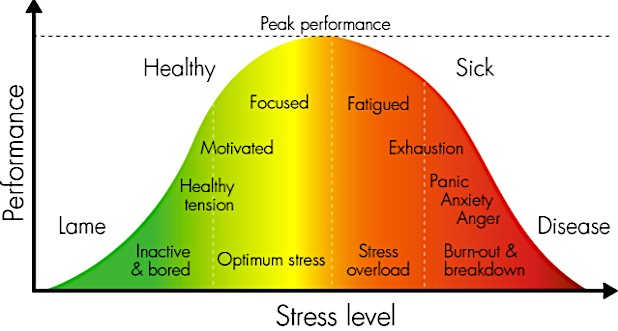 Peak performance
Healthy
Sick
Focused
Fatigued
Motivated
Exhaustion
Healthy
tension
Panic
Anxiety
Anger
Lame
Disease
Inactive
& bored
Optimum stress
Stress
overload
Burn-out &
breakdown
Performance
Stress level